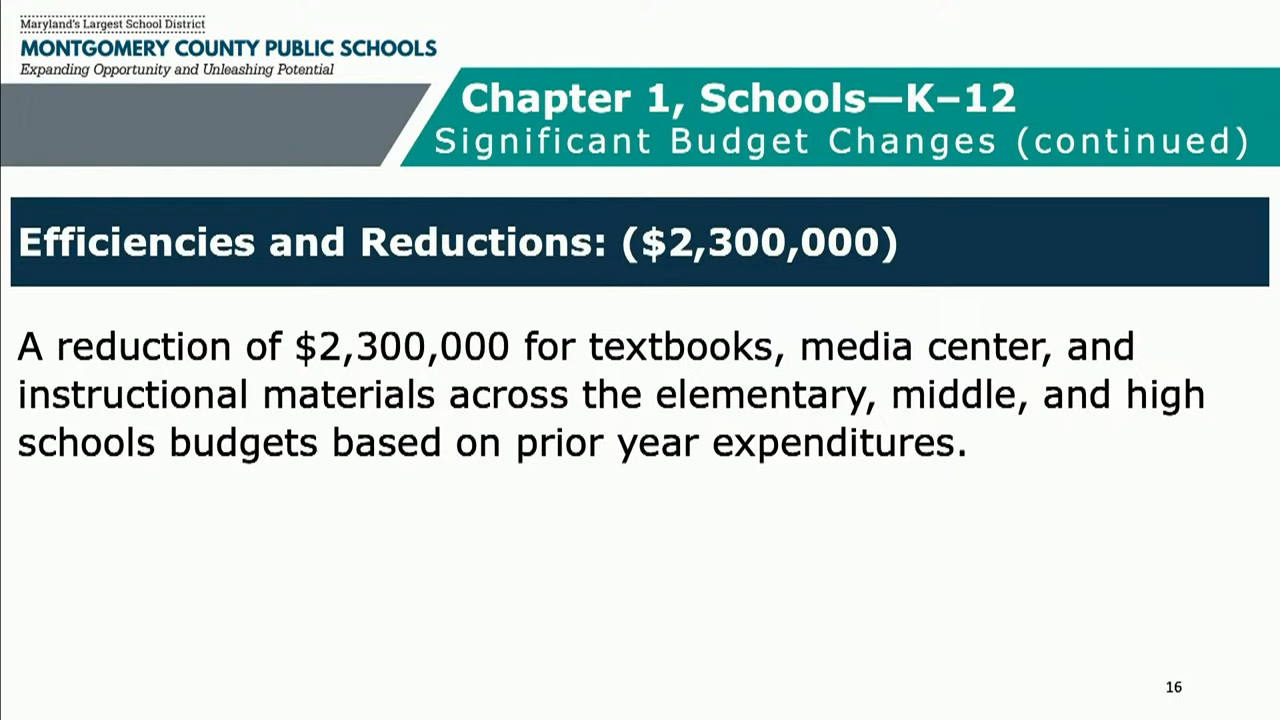 Maryland's Largest School District
MONTGOMERY COUNTY PUBLIC SCHOOLS
Expanding Opportunity and Unleashing Potential
Chapter 1, Schools—K–12
Significant Budget Changes (continued)
Efficiencies and Reductions: ($2,300,000)
A reduction of $2,300,000 for textbooks, media center, and
instructional materials across the elementary, middle, and high
schools budgets based on prior year expenditures.
16